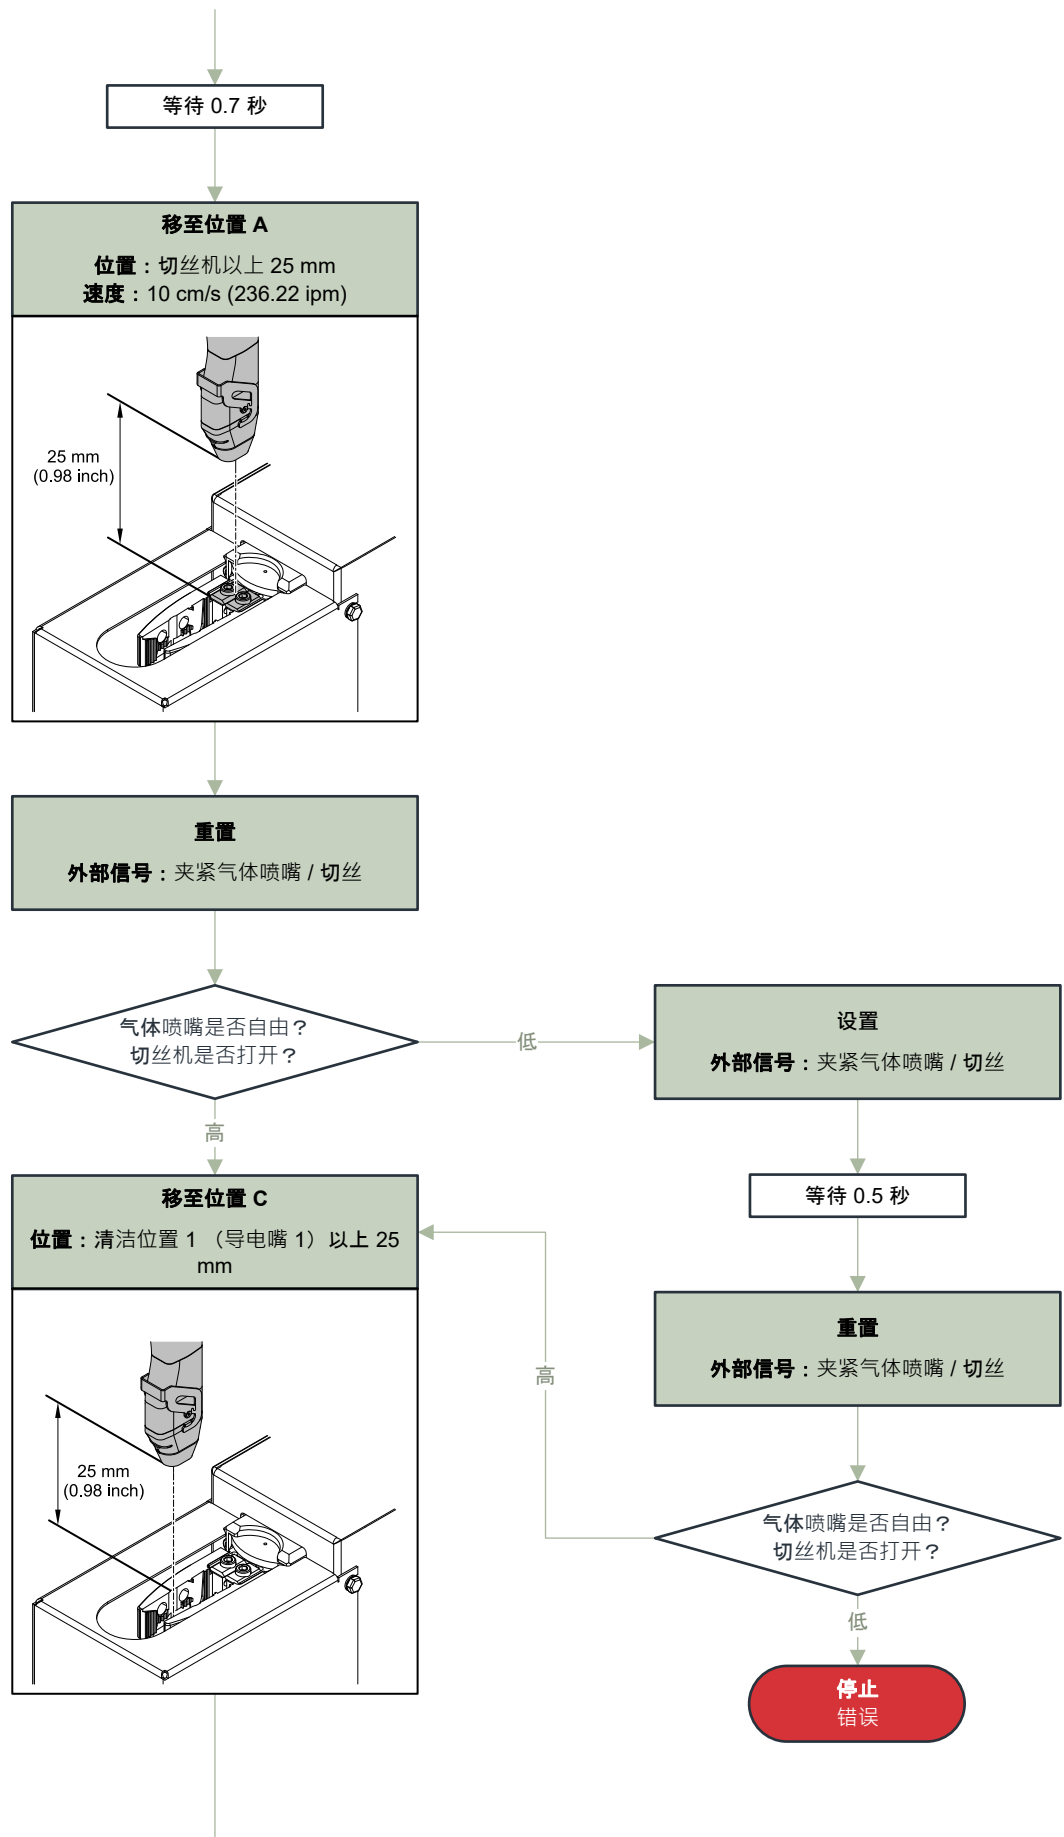 等待 0.7 秒
移至位置 A
位置：切丝机以上 25 mm
速度：10 cm/s (236.22 ipm)
25 mm
(0.98 inch)
重置
外部信号：夹紧气体喷嘴 / 切丝
气体喷嘴是否自由？
切丝机是否打开？
低
设置
外部信号：夹紧气体喷嘴 / 切丝
高
移至位置 C
位置：清洁位置 1 （导电嘴 1）以上 25
mm
等待 0.5 秒
重置
外部信号：夹紧气体喷嘴 / 切丝
高
25 mm
(0.98 inch)
气体喷嘴是否自由？
切丝机是否打开？
低
停止
错误